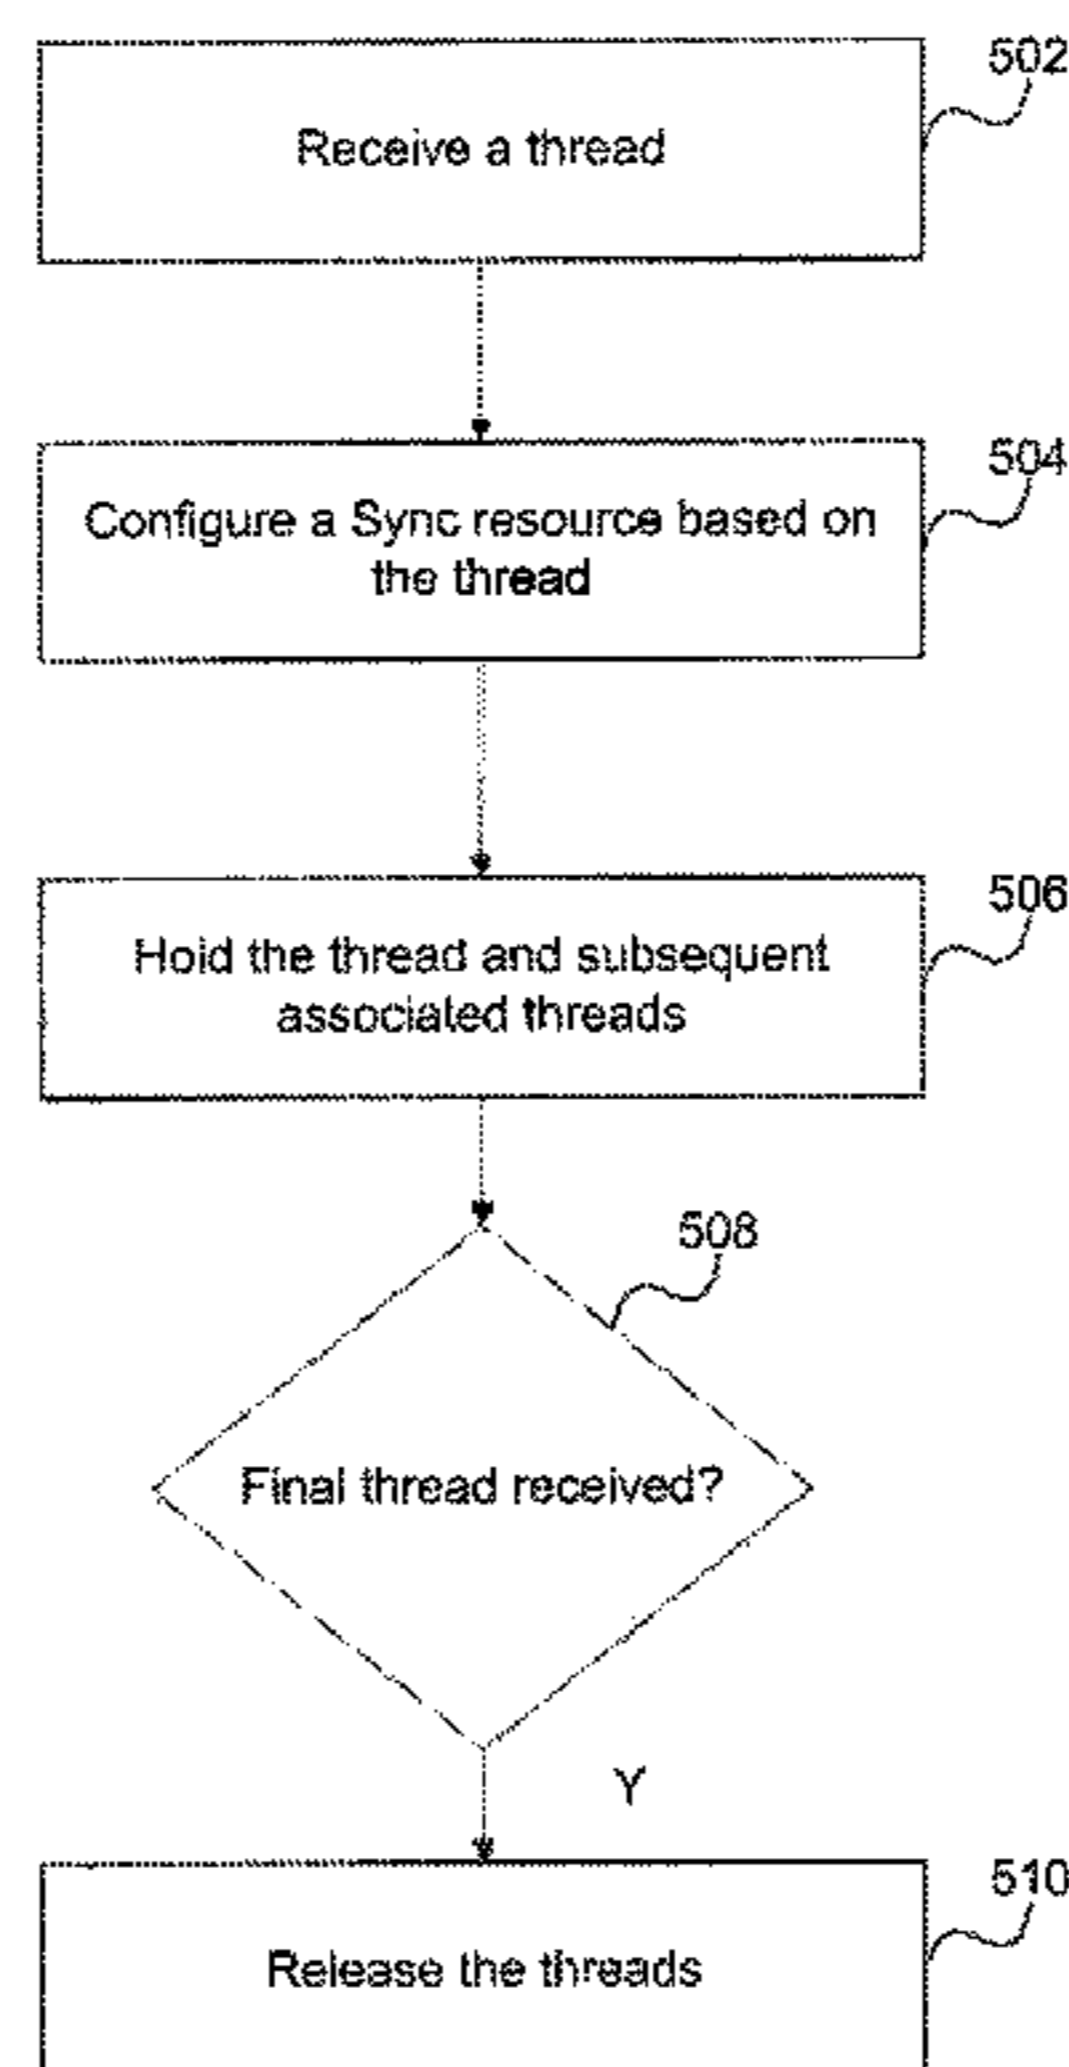 502
Receive a thread
504
Configure a Sync resource based on
the thread
506
Hold the thread and subsequent
associated threads
508
Final thread received?
Y
510
Release the threads